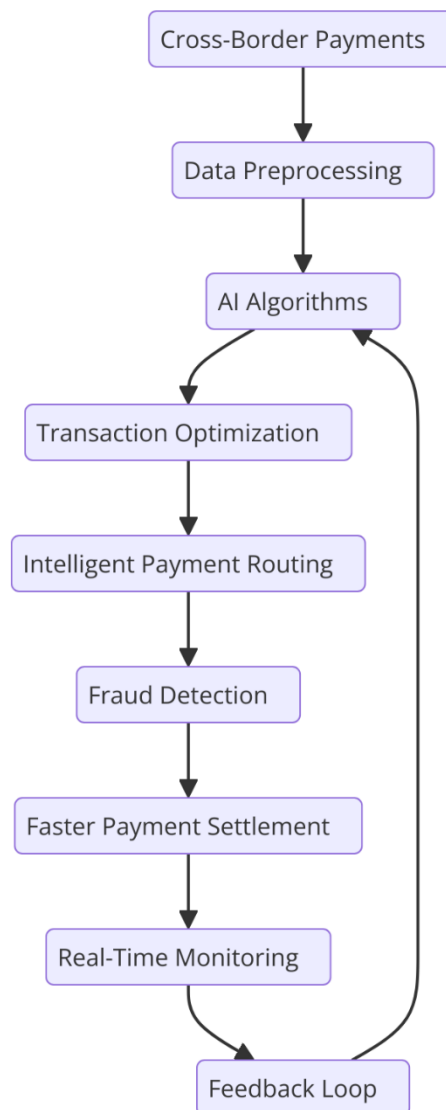 Cross-Border Payments
Data Preprocessing
AI Algorithms
Transaction Optimization
Intelligent Payment Routing
Fraud Detection
Faster Payment Settlement
Real-Time Monitoring
Feedback Loop